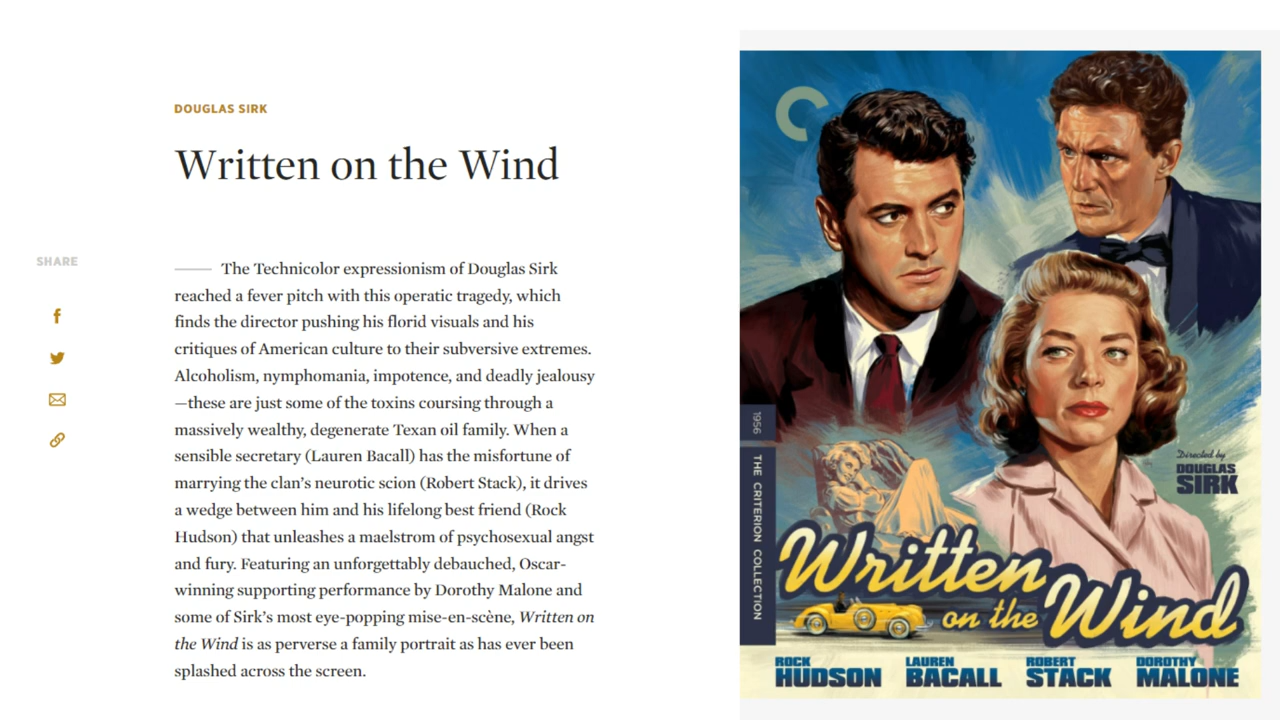 DOUGLAS SIRK
Written on the Wind
SHARE
The Technicolor expressionism of Douglas Sirk
reached a fever pitch with this operatic tragedy, which
finds the director pushing his florid visuals and his
critiques of American culture to their subversive extremes.
Alcoholism, nymphomania, impotence, and deadly jealousy
—these are just some of the toxins coursing through a
massively wealthy, degenerate Texan oil family. When a
sensible secretary (Lauren Bacall) has the misfortune of
marrying the clan’s neurotic scion (Robert Stack), it drives
a wedge between him and his lifelong best friend (Rock
Hudson) that unleashes a maelstrom of psychosexual angst
and fury. Featuring an unforgettably debauched, Oscar-
winning supporting performance by Dorothy Malone and
some of Sirk’s most eye-popping mise-en-scène, Written on
the Wind is as perverse a family portrait as has ever been
splashed across the screen.
1956
THE CRITERION COLLECTION
Directed by
DOUGLAS
SIRK
Written
on the Wind
ROCK
HUDSON
LAUREN
BACALL
ROBERT
STACK
DOROTHY
MALONE